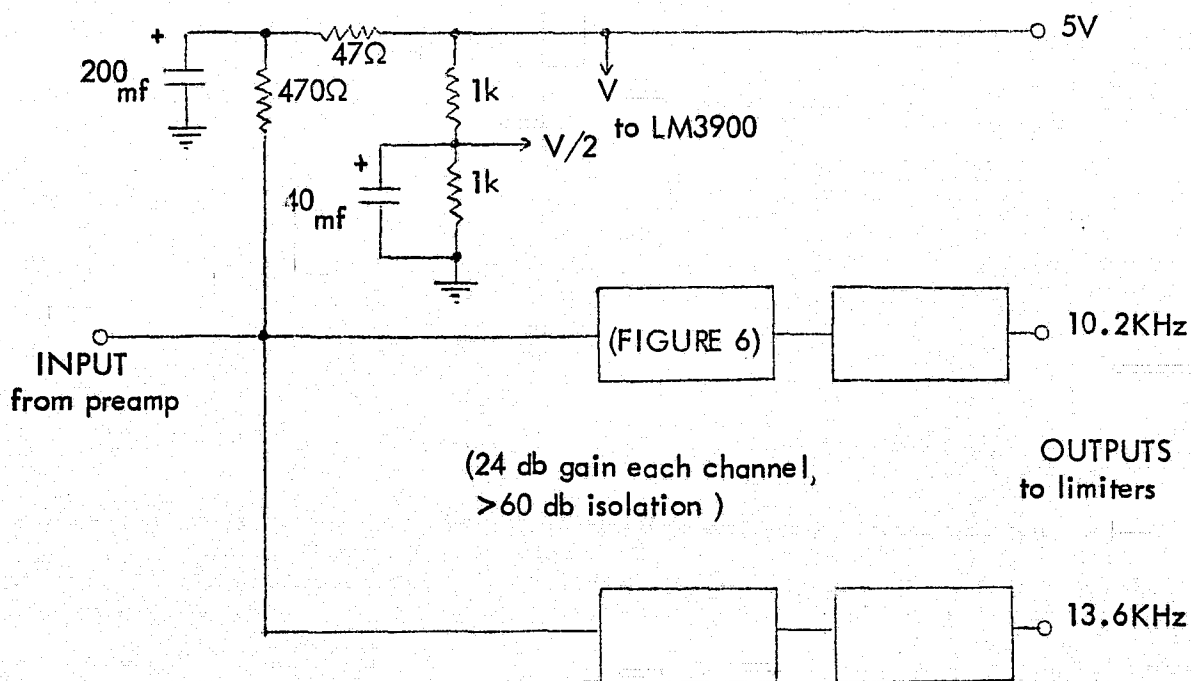 +
47Ω
5V
200
mf
470Ω
1k
V
to LM3900
V/2
+
40
mf
1k
(FIGURE 6)
10.2KHz
INPUT
from preamp
(24 db gain each channel,
>60 db isolation )
OUTPUTS
to limiters
13.6KHz